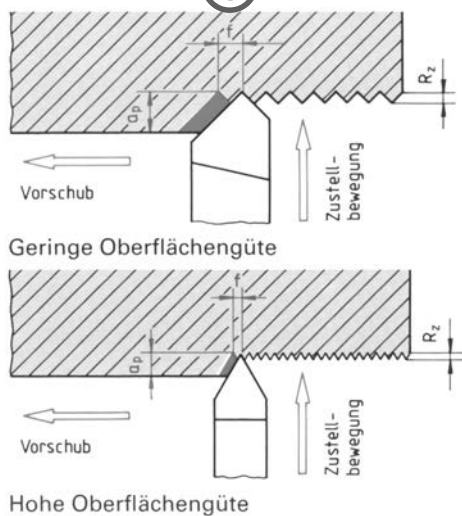 f
R_z
a_p
Vorschub
Zustell-
bewegung
Geringe Oberflächengüte
f
R_z
a_p
Vorschub
Zustell-
bewegung
Hohe Oberflächengüte